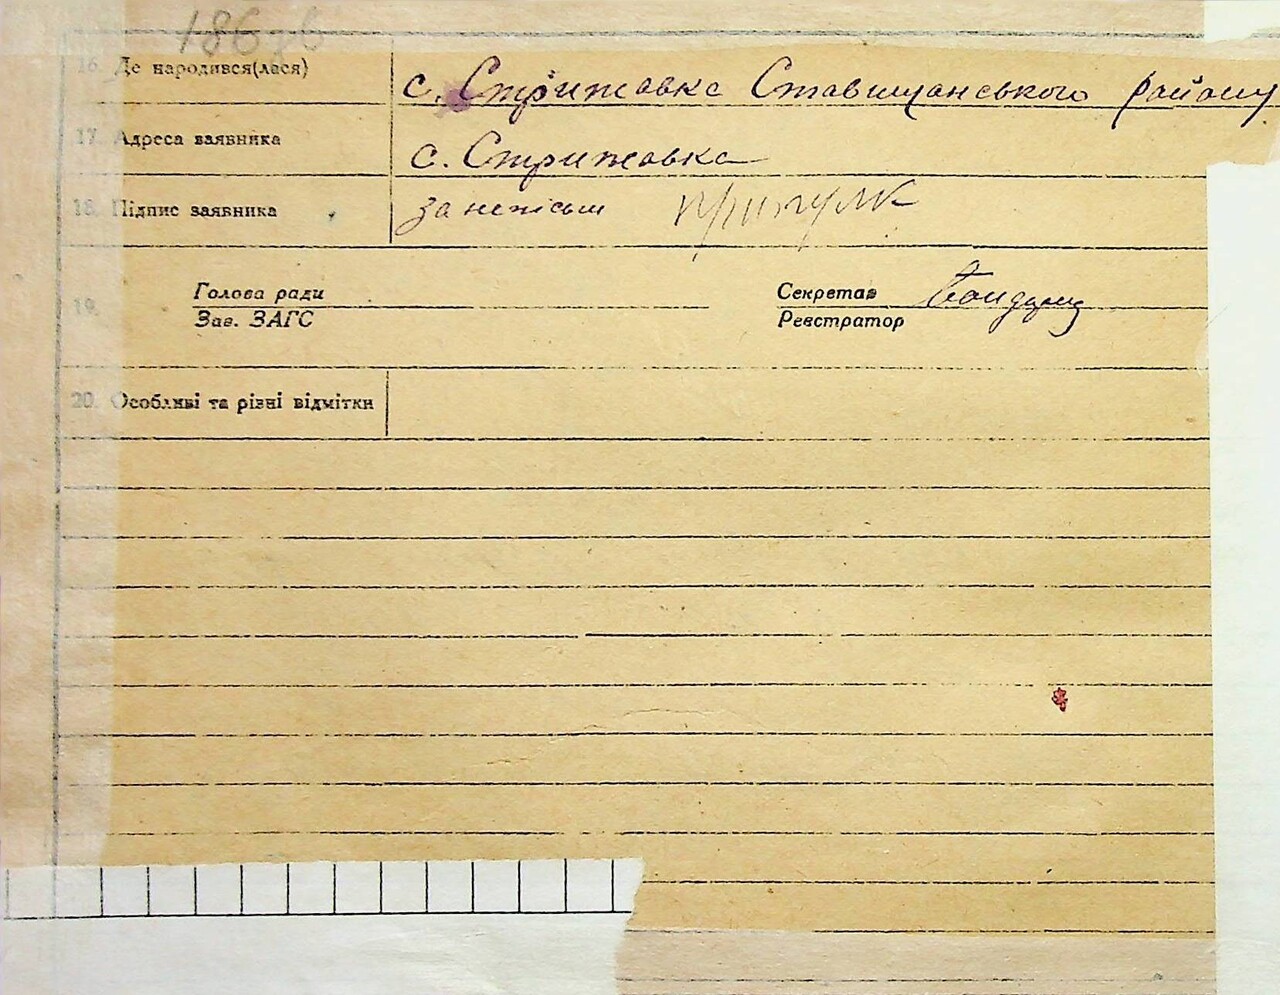 186зв
16. Де народився(лася) с. Стрижавка Ставищанського району
17. Адреса заявника с. Стрижавка
18. Підпис заявника за неписьм
19. Голова ради Секретар
Зав. ЗАГС Реєстратор
20. Особливі та різні відмітки